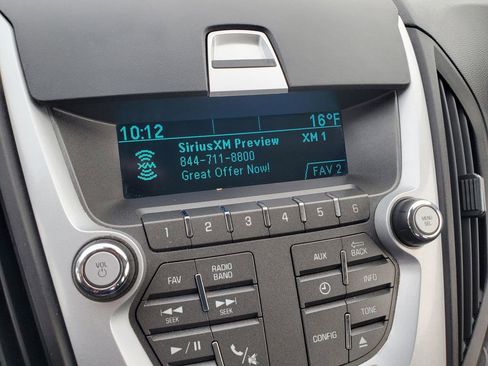 10:12 16°F
SiriusXM Preview XM 1
XM 844-711-8800
Great Offer Now! FAV 2
1 2 3 4 5 6
VOL
MENU
SEL
FAV RADIO BAND
AUX BACK
SEEK SEEK
INFO
TONE
CONFIG